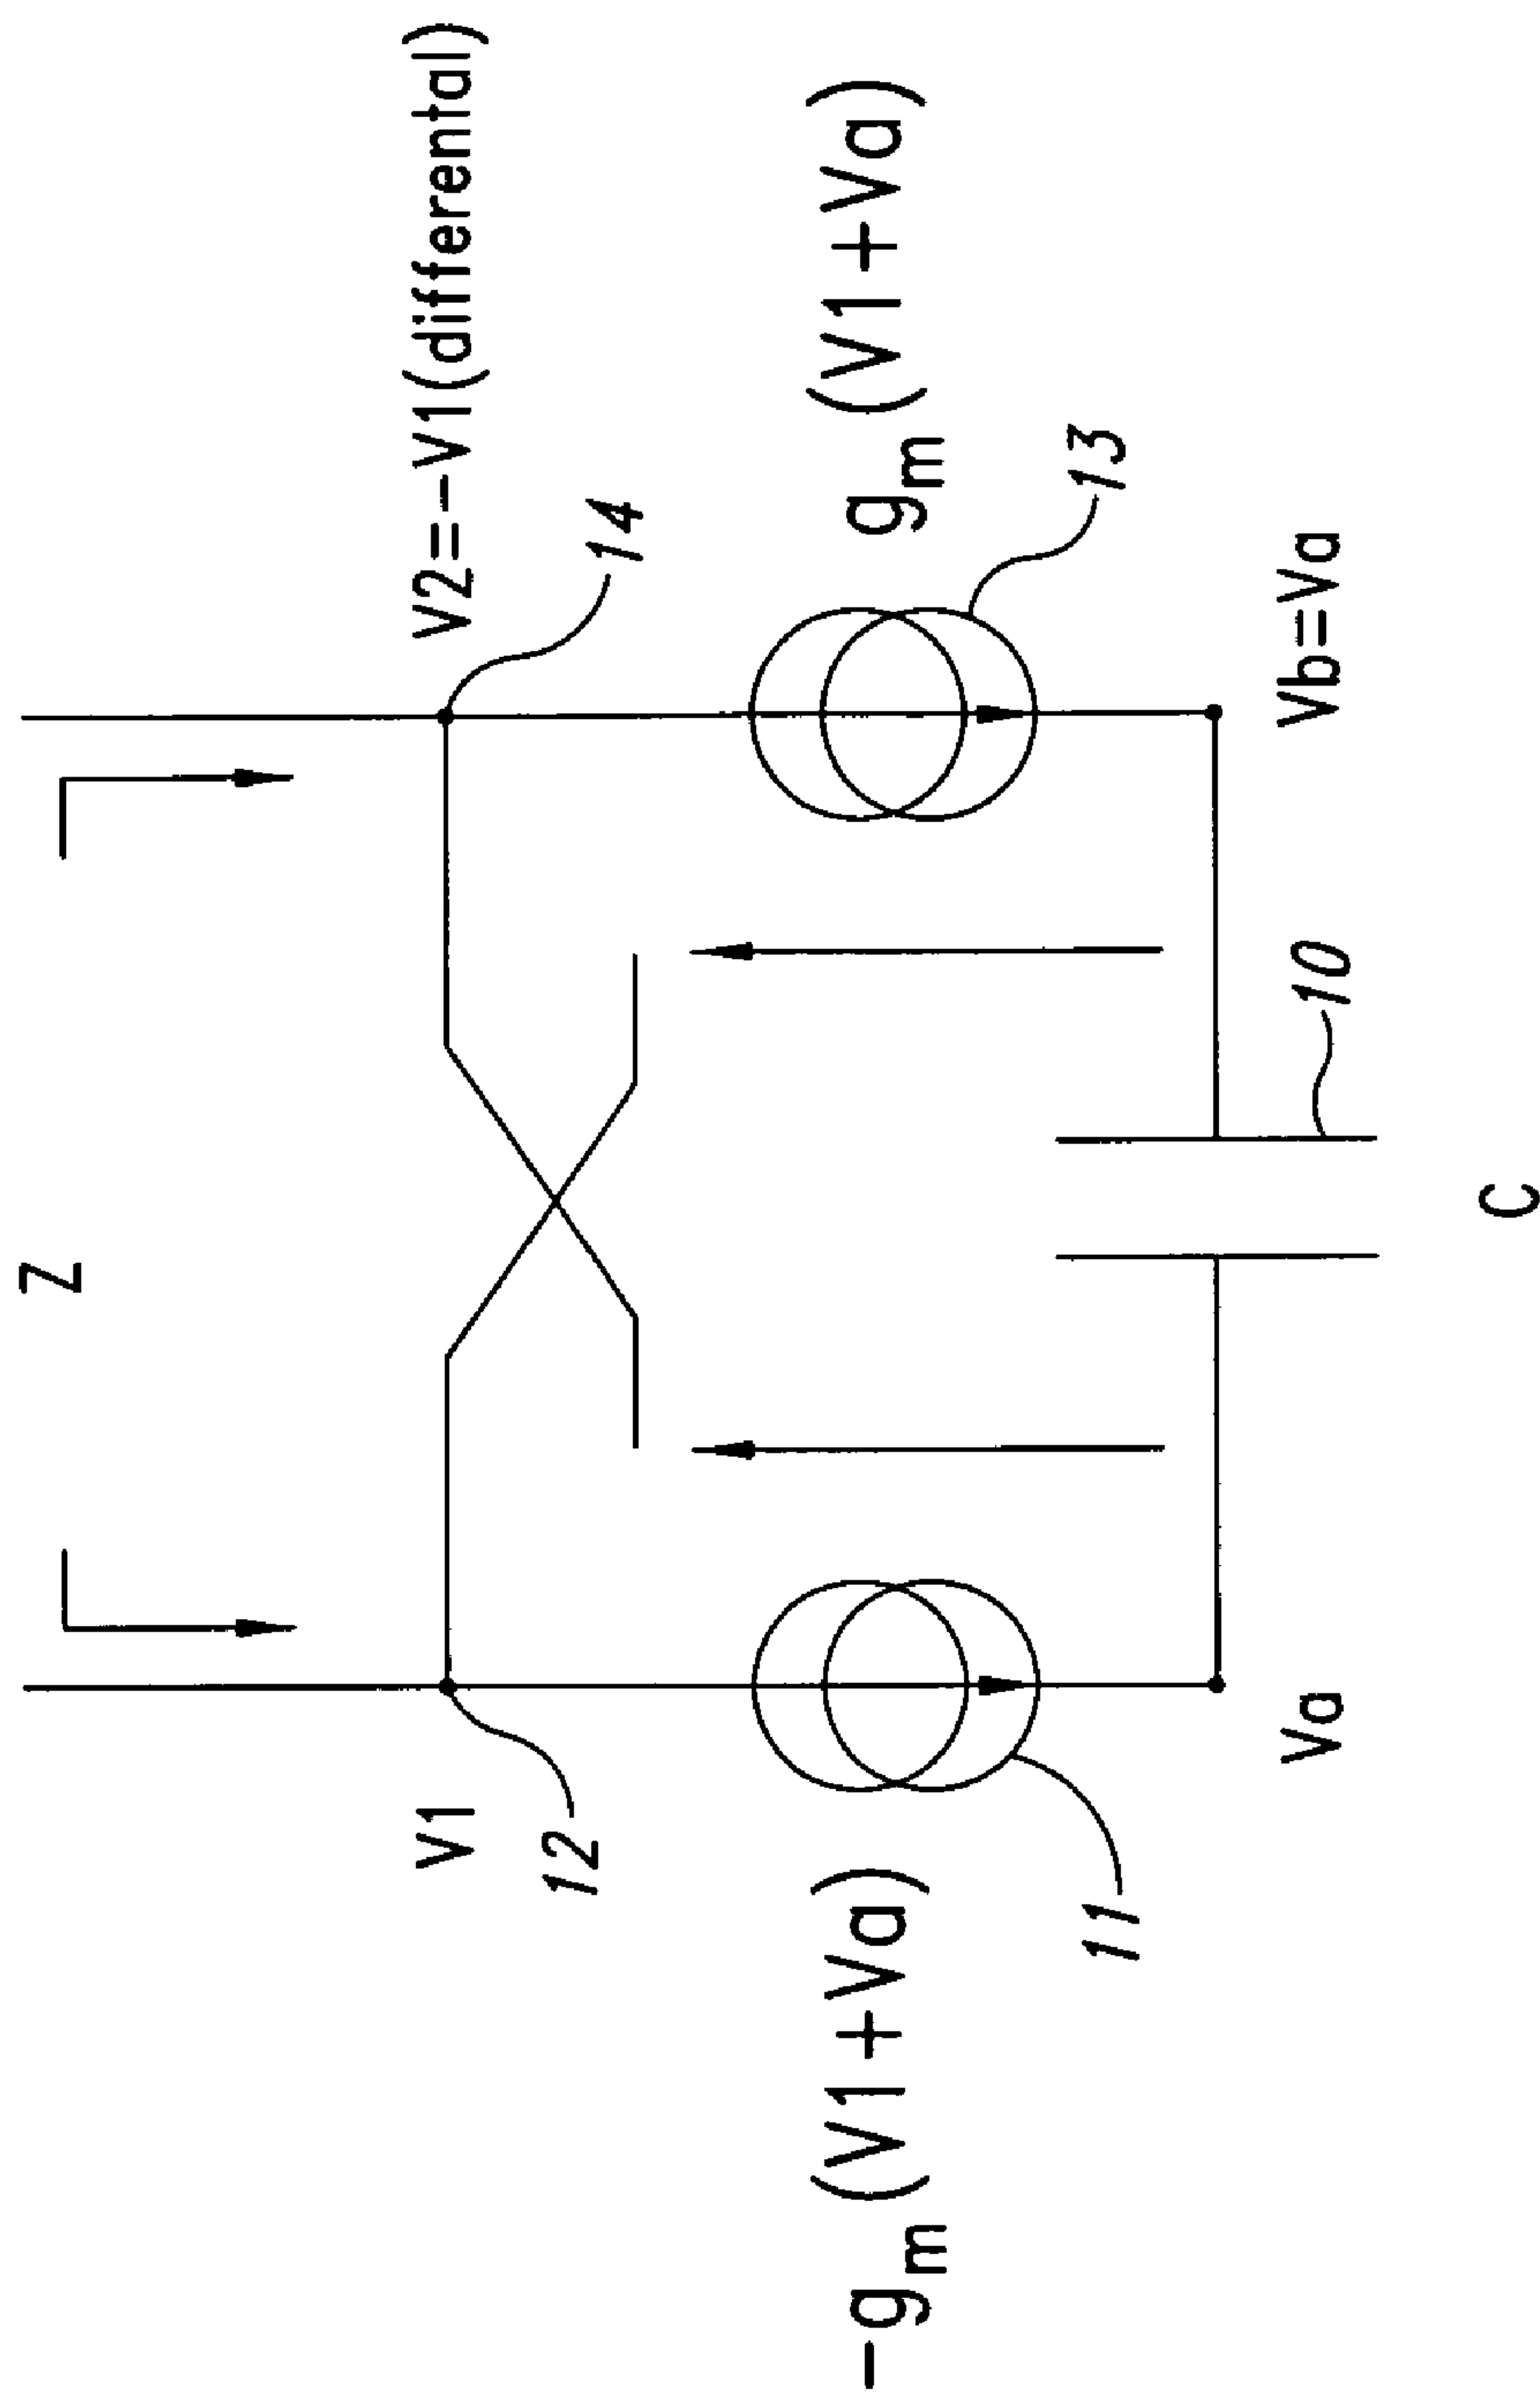 Z
V1
V2=-V1(differental)
12
14
-gm(V1+Va)
gm(V1+Va)
11
13
Va
Vb=Va
10
C